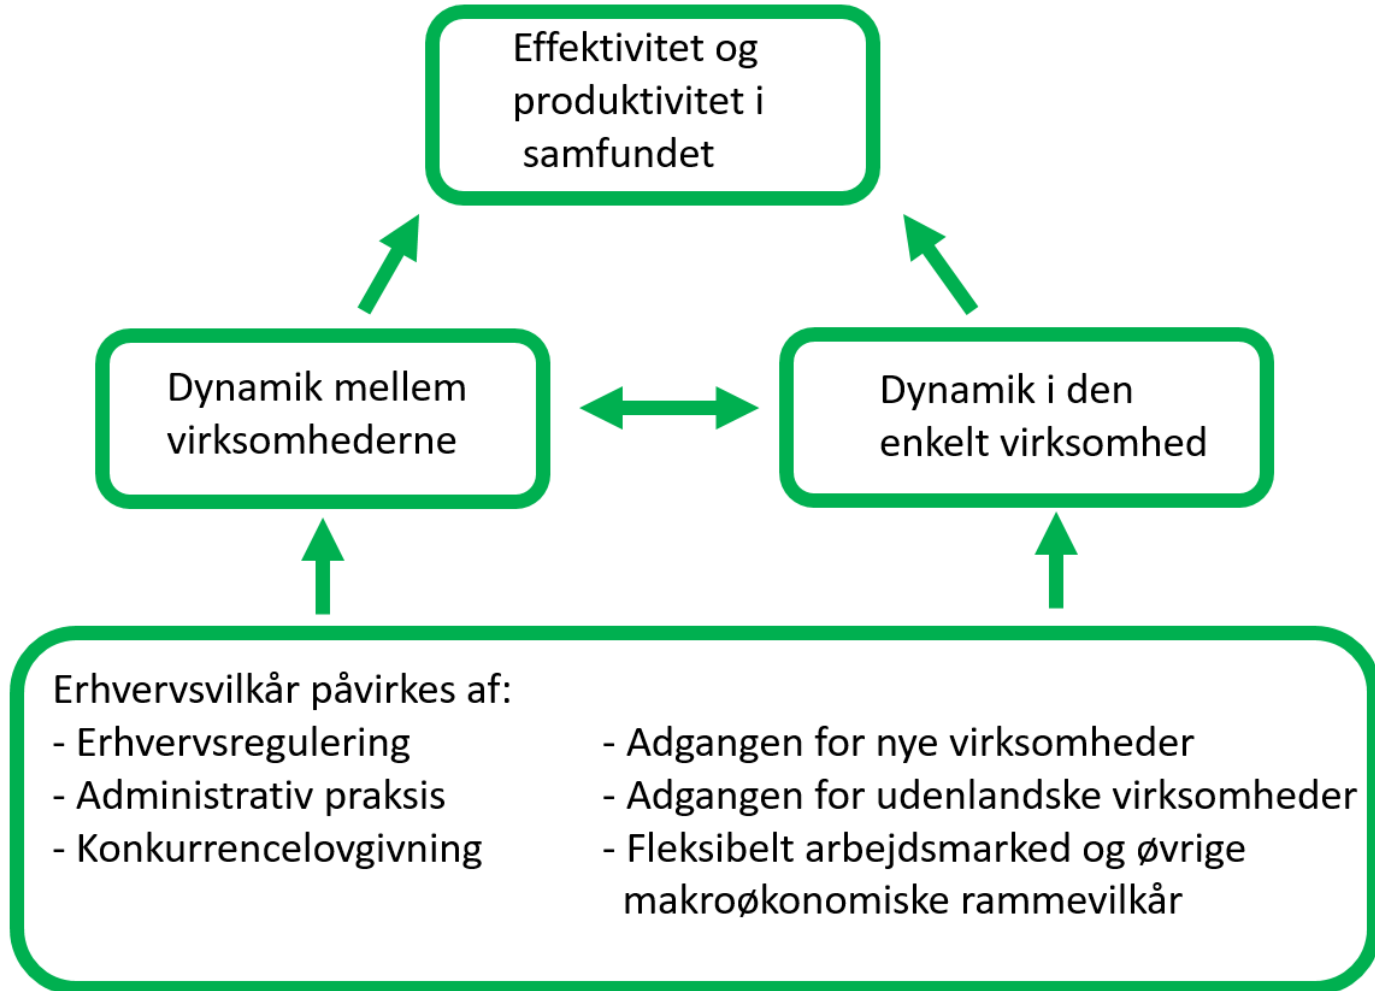 Effektivitet og
produktivitet i
samfundet
Dynamik mellem
virksomhederne
Dynamik i den
enkelt virksomhed
Erhvervsvilkår påvirkes af:
- Erhvervsregulering
- Administrativ praksis
- Konkurrencelovgivning
- Adgangen for nye virksomheder
- Adgangen for udenlandske virksomheder
- Fleksibelt arbejdsmarked og øvrige
makroøkonomiske rammevilkår